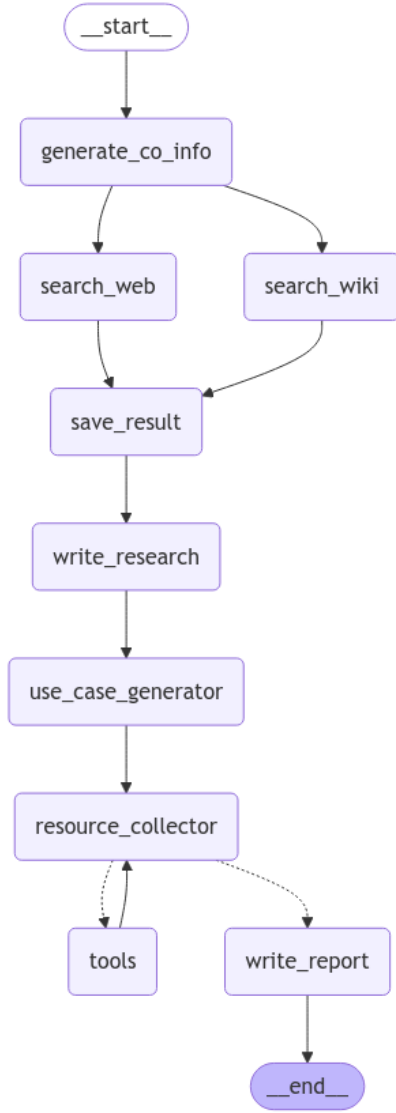 __start__
generate_co_info
search_web
search_wiki
save_result
write_research
use_case_generator
resource_collector
tools
write_report
__end__